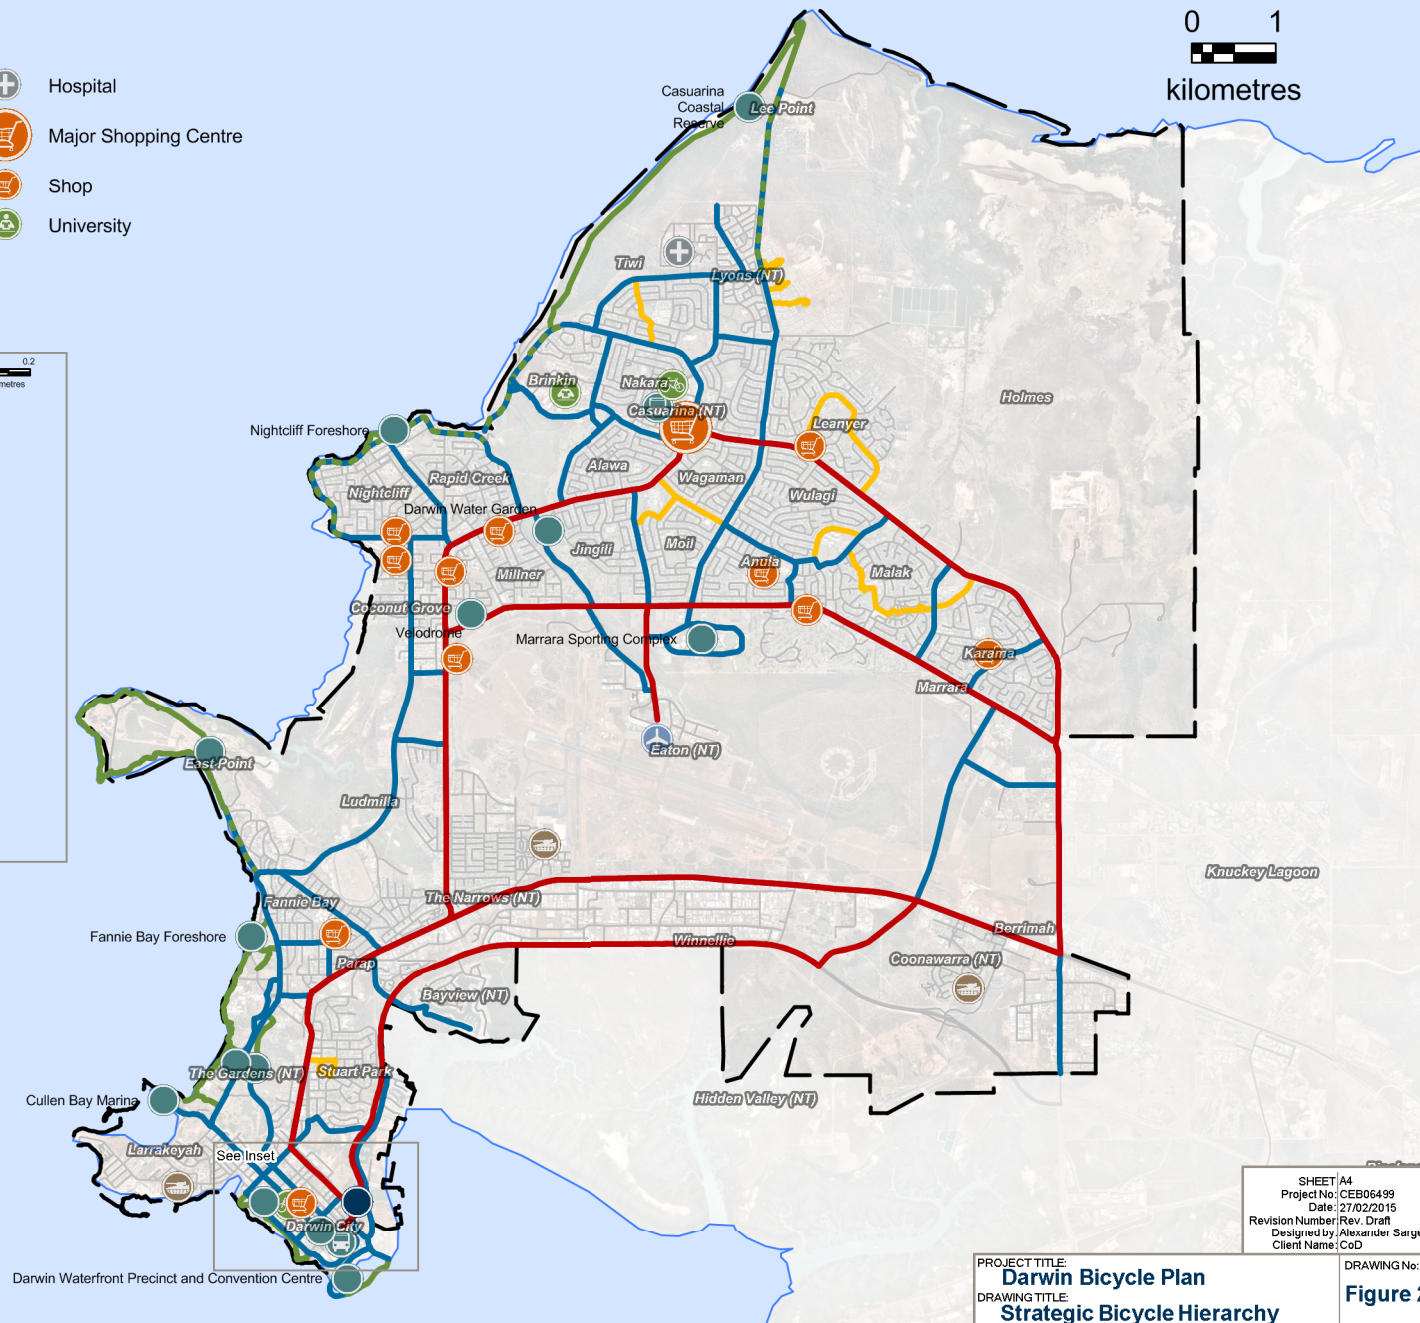 0 1
kilometres
Hospital
Major Shopping Centre
Shop
University
0.2
metres
Casuarina
Coastal
Reserve
Lee Point
Tiwi
Lyons (NT)
Brinkin
Nakara
Casuarina (NT)
Holmes
Leanyer
Nightcliff Foreshore
Alawa
Rapid Creek
Wagaman
Nightcliff
Wulagi
Darwin Water Garden
Jingili
Moil
Anula
Malak
Millner
Coconut Grove
Velodrome
Marrara Sporting Complex
Karama
Marrara
Eaton (NT)
East Point
Ludmilla
Knuckey Lagoon
The Narrows (NT)
Fannie Bay
Fannie Bay Foreshore
Winnellie
Berrimah
Parap
Coonawarra (NT)
Bayview (NT)
The Gardens (NT)
Stuart Park
Cullen Bay Marina
Hidden Valley (NT)
Larrakeyah
See Inset
Darwin City
Darwin Waterfront Precinct and Convention Centre
SHEET A4
Project No: CEB06499
Date: 27/02/2015
Revision Number: Rev. Draft
Designed by: Alexander Sarge
Client Name: CoD
PROJECT TITLE:
Darwin Bicycle Plan
DRAWING TITLE:
Strategic Bicycle Hierarchy
DRAWING No:
Figure 2